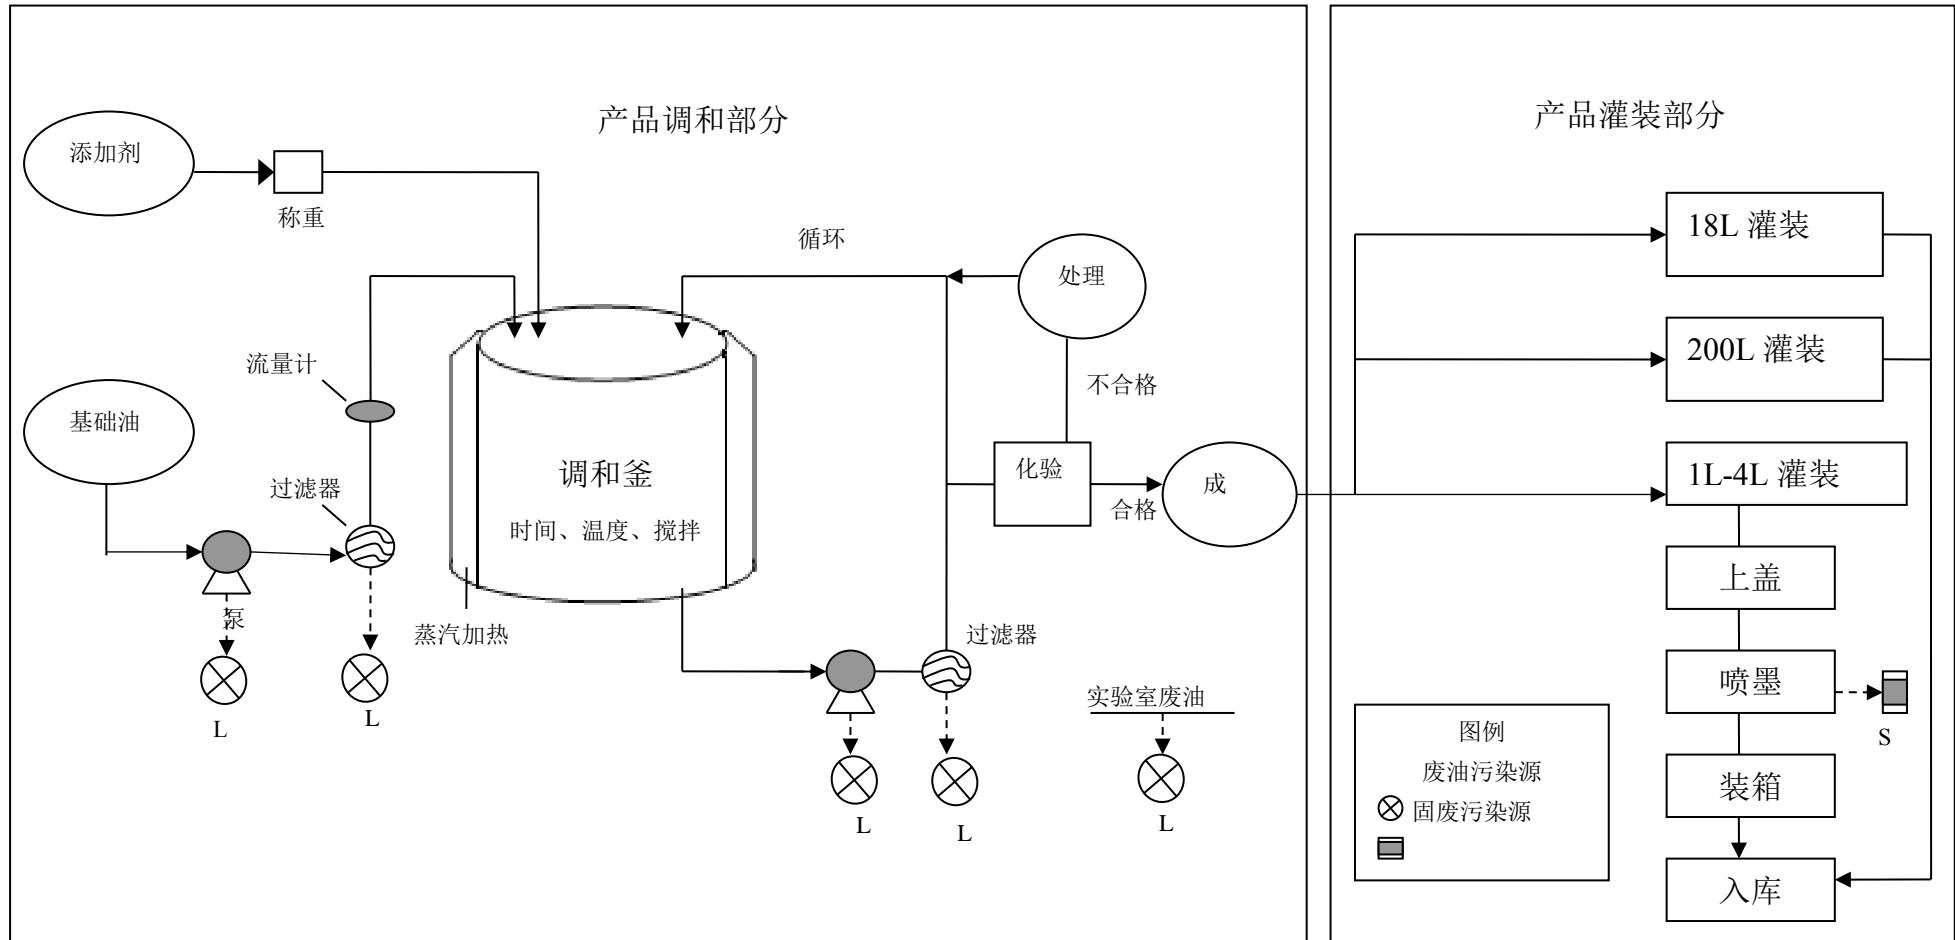 产品调和部分
添加剂
称重
循环
处理
流量计
不合格
基础油
过滤器
调和釜
时间、温度、搅拌
化验
合格
成
泵
蒸汽加热
过滤器
实验室废油
L
L
L
L
L
产品灌装部分
18L 灌装
200L 灌装
1L-4L 灌装
上盖
喷墨
S
装箱
入库
图例
废油污染源
固废污染源